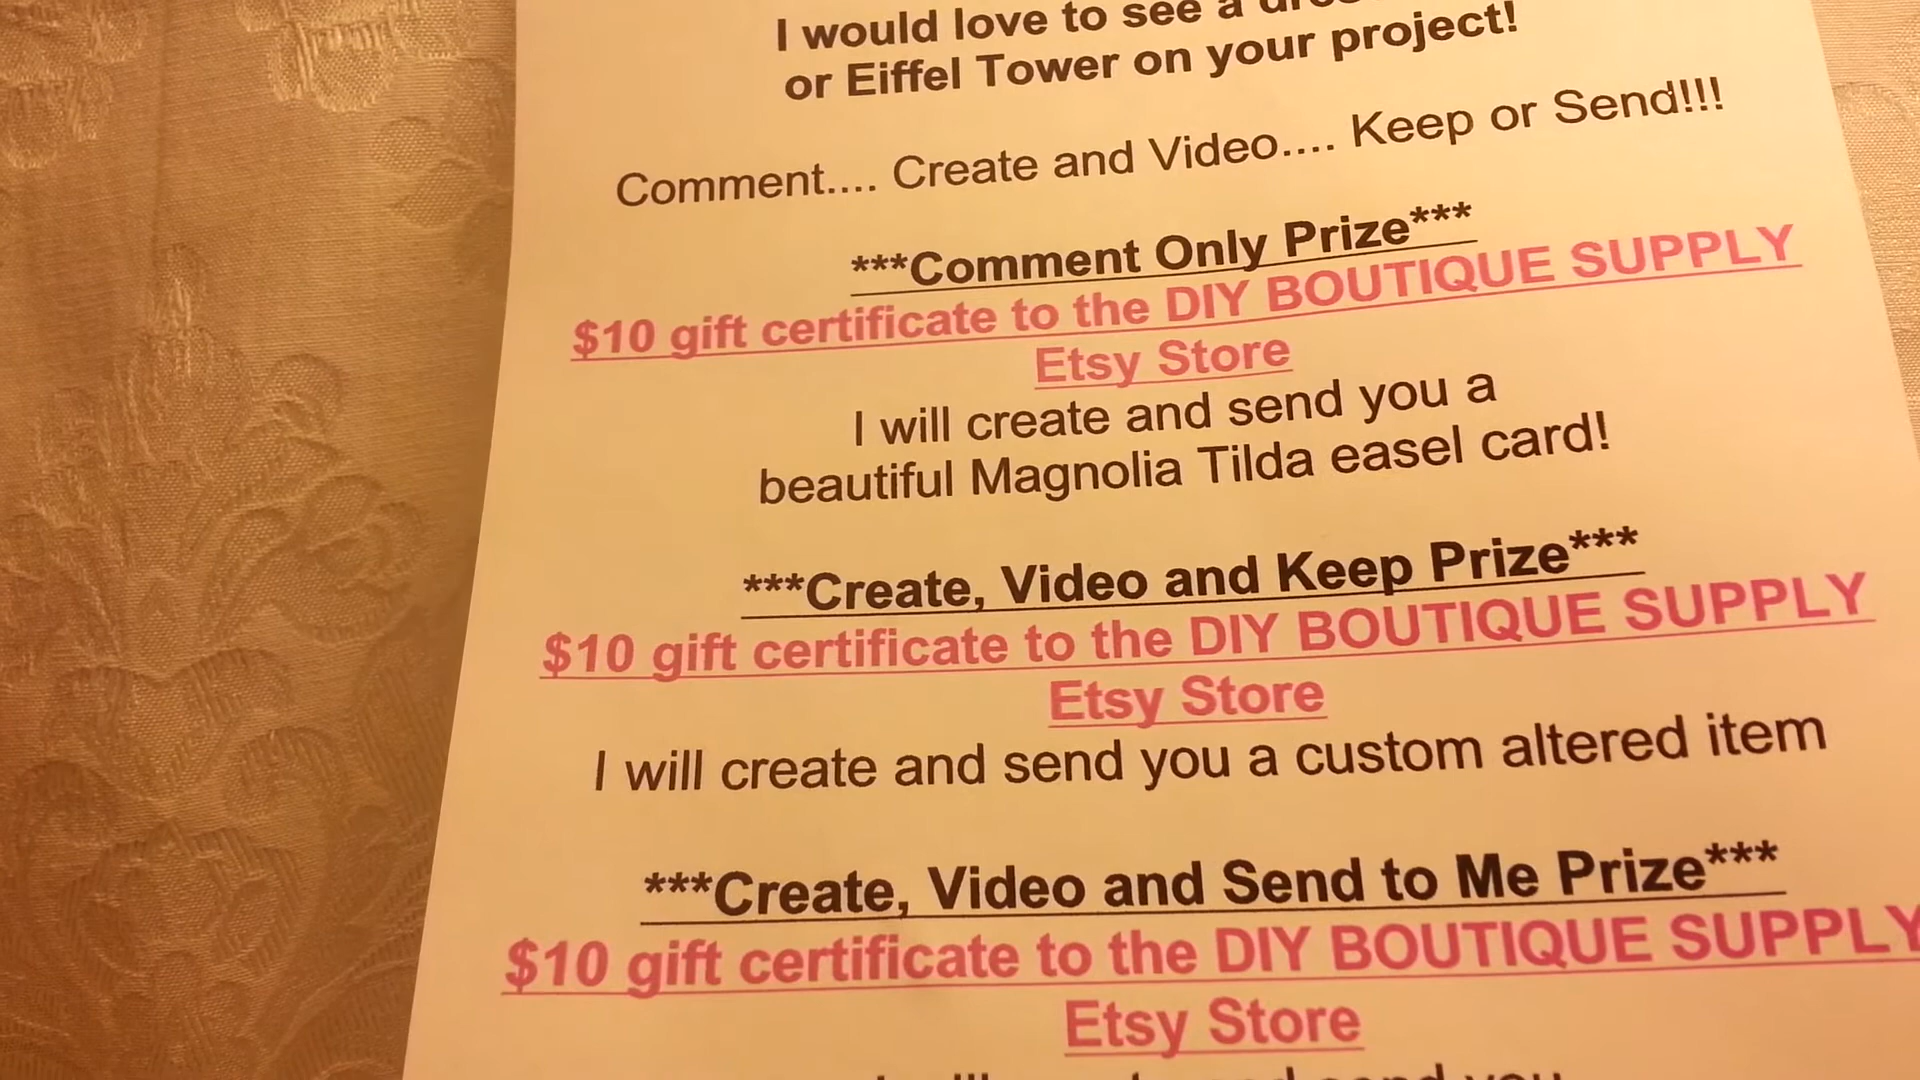 I would love to see a
or Eiffel Tower on your project!
Comment.... Create and Video.... Keep or Send!!!
***Comment Only Prize***
$10 gift certificate to the DIY BOUTIQUE SUPPLY
Etsy Store
I will create and send you a
beautiful Magnolia Tilda easel card!
***Create, Video and Keep Prize***
$10 gift certificate to the DIY BOUTIQUE SUPPLY
Etsy Store
I will create and send you a custom altered item
***Create, Video and Send to Me Prize***
$10 gift certificate to the DIY BOUTIQUE SUPPLY
Etsy Store